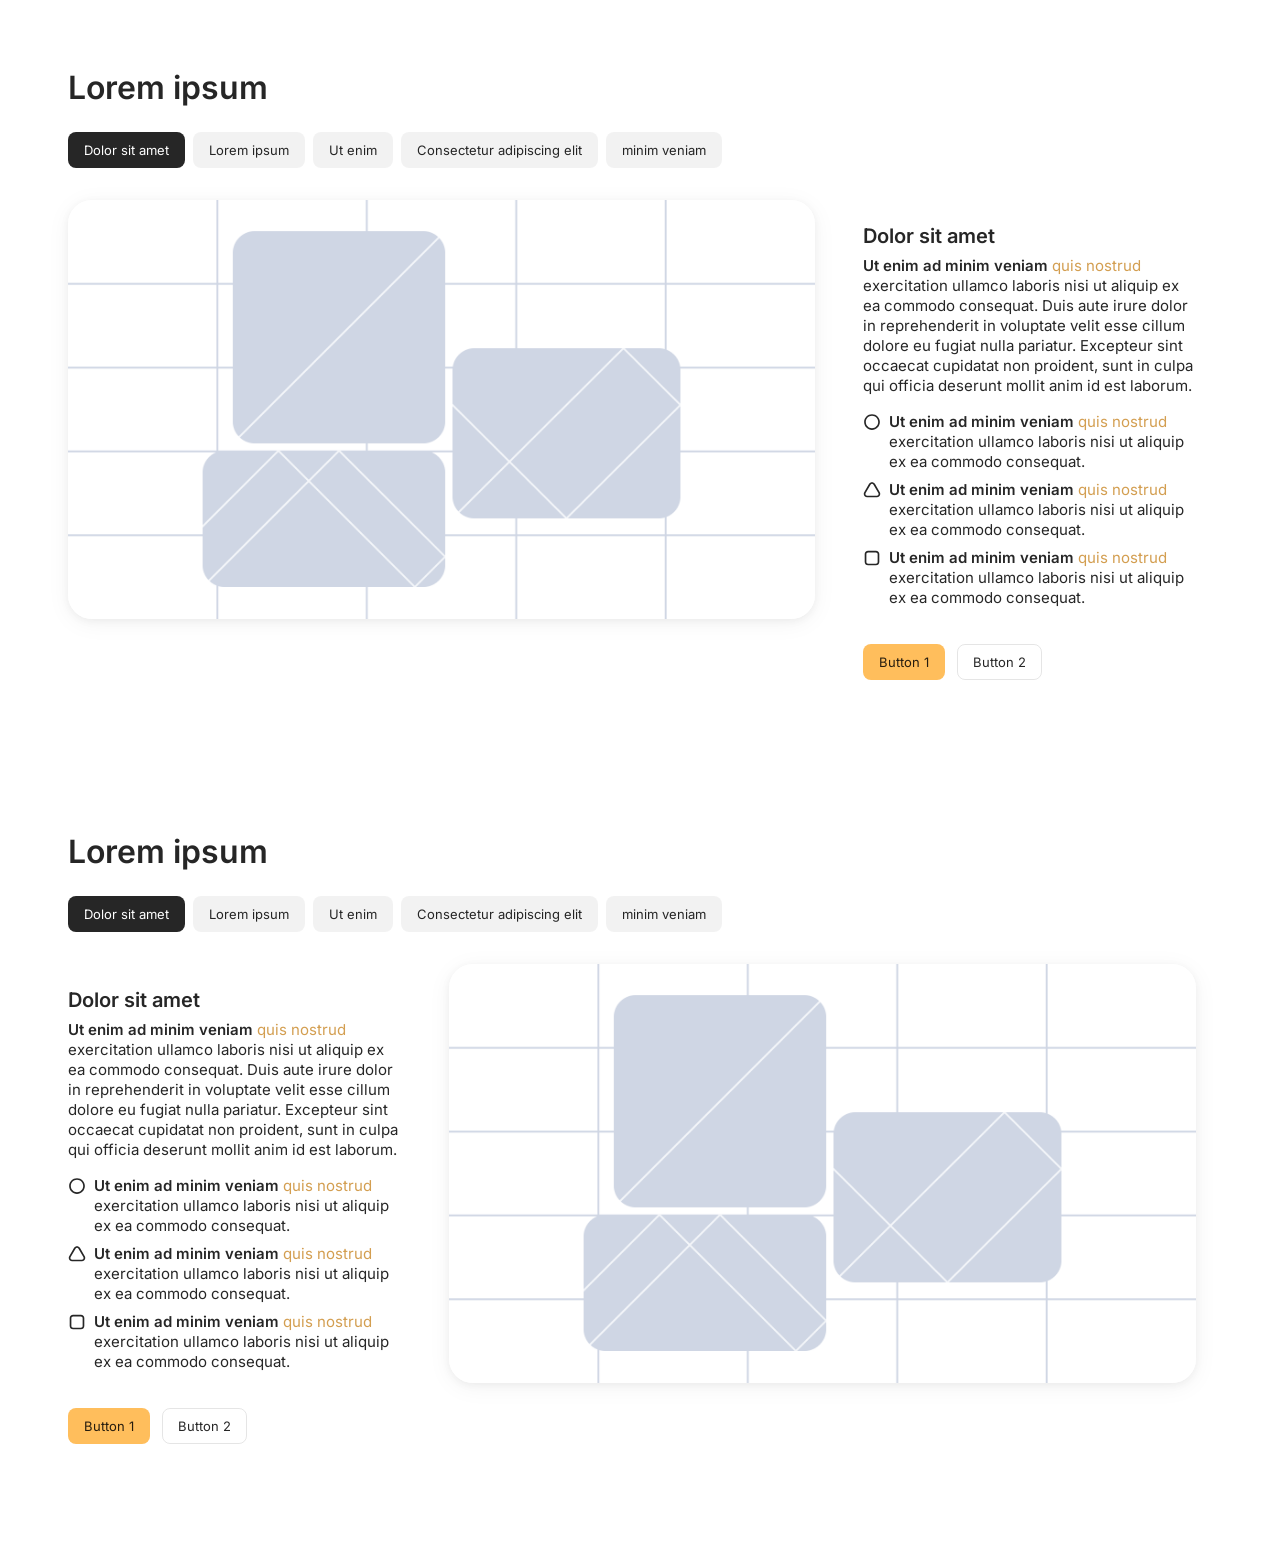 Lorem ipsum
Dolor sit amet Lorem ipsum Ut enim Consectetur adipiscing elit minim veniam
Dolor sit amet
Ut enim ad minim veniam quis nostrud
exercitation ullamco laboris nisi ut aliquip ex
ea commodo consequat. Duis aute irure dolor
in reprehenderit in voluptate velit esse cillum
dolore eu fugiat nulla pariatur. Excepteur sint
occaecat cupidatat non proident, sunt in culpa
qui officia deserunt mollit anim id est laborum.
Ut enim ad minim veniam quis nostrud
exercitation ullamco laboris nisi ut aliquip
ex ea commodo consequat.
Ut enim ad minim veniam quis nostrud
exercitation ullamco laboris nisi ut aliquip
ex ea commodo consequat.
Ut enim ad minim veniam quis nostrud
exercitation ullamco laboris nisi ut aliquip
ex ea commodo consequat.
Button 1 Button 2
Lorem ipsum
Dolor sit amet Lorem ipsum Ut enim Consectetur adipiscing elit minim veniam
Dolor sit amet
Ut enim ad minim veniam quis nostrud
exercitation ullamco laboris nisi ut aliquip ex
ea commodo consequat. Duis aute irure dolor
in reprehenderit in voluptate velit esse cillum
dolore eu fugiat nulla pariatur. Excepteur sint
occaecat cupidatat non proident, sunt in culpa
qui officia deserunt mollit anim id est laborum.
Ut enim ad minim veniam quis nostrud
exercitation ullamco laboris nisi ut aliquip
ex ea commodo consequat.
Ut enim ad minim veniam quis nostrud
exercitation ullamco laboris nisi ut aliquip
ex ea commodo consequat.
Ut enim ad minim veniam quis nostrud
exercitation ullamco laboris nisi ut aliquip
ex ea commodo consequat.
Button 1 Button 2